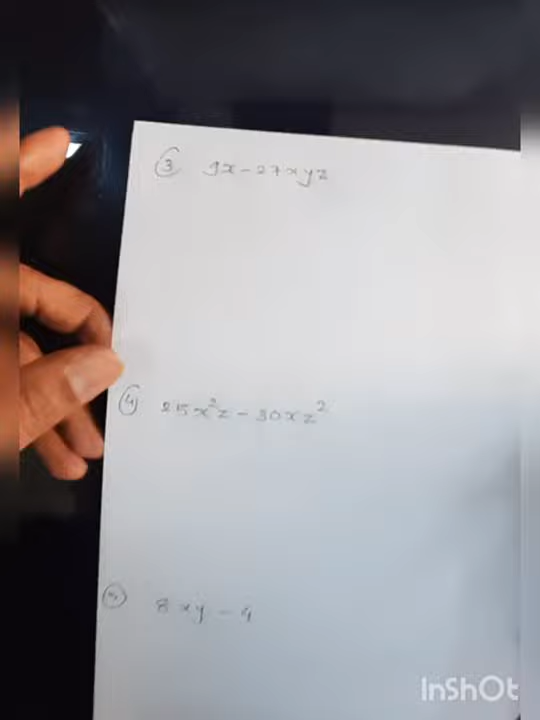 ③ 9x - 27xyz
④ 25x²z - 30xz²
⑤ 8xy - 4
InShOt